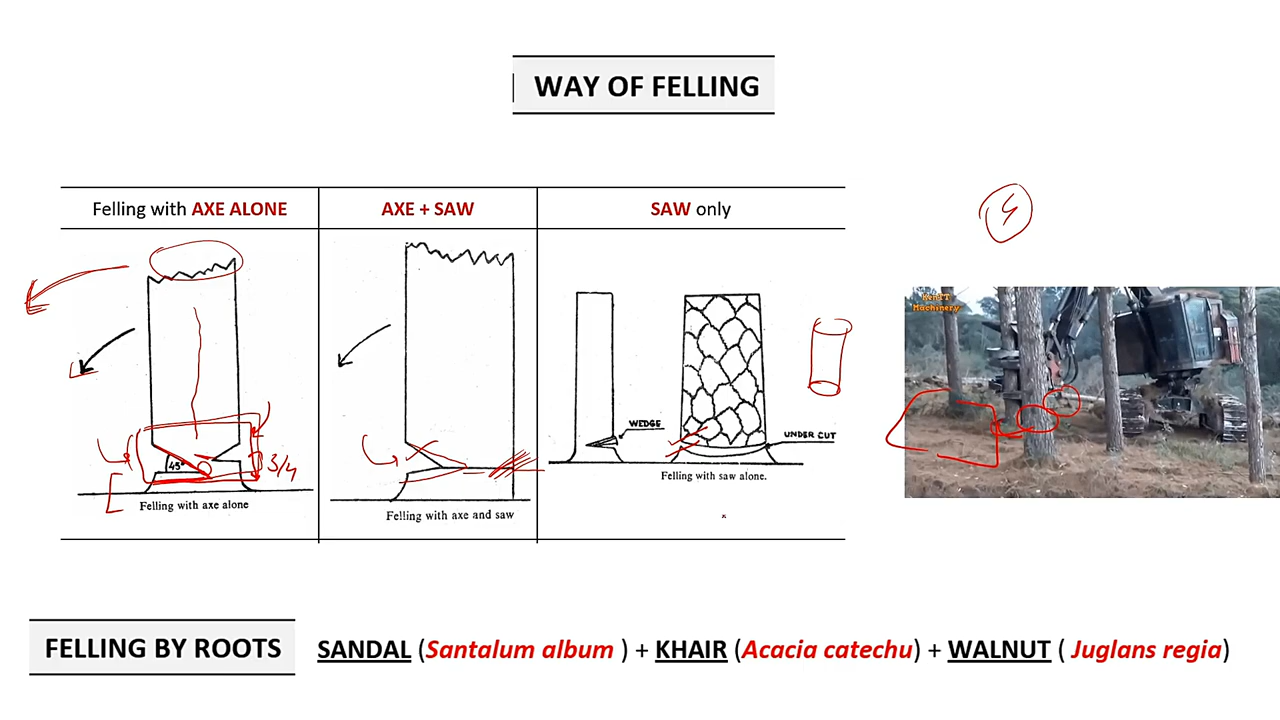 WAY OF FELLING
Felling with AXE ALONE
AXE + SAW
SAW only
45°
3/4
Felling with axe alone
Felling with axe and saw
WEDGE
UNDER CUT
Felling with saw alone.
KenTT
Machinery
FELLING BY ROOTS
SANDAL (Santalum album ) + KHAIR (Acacia catechu) + WALNUT ( Juglans regia)